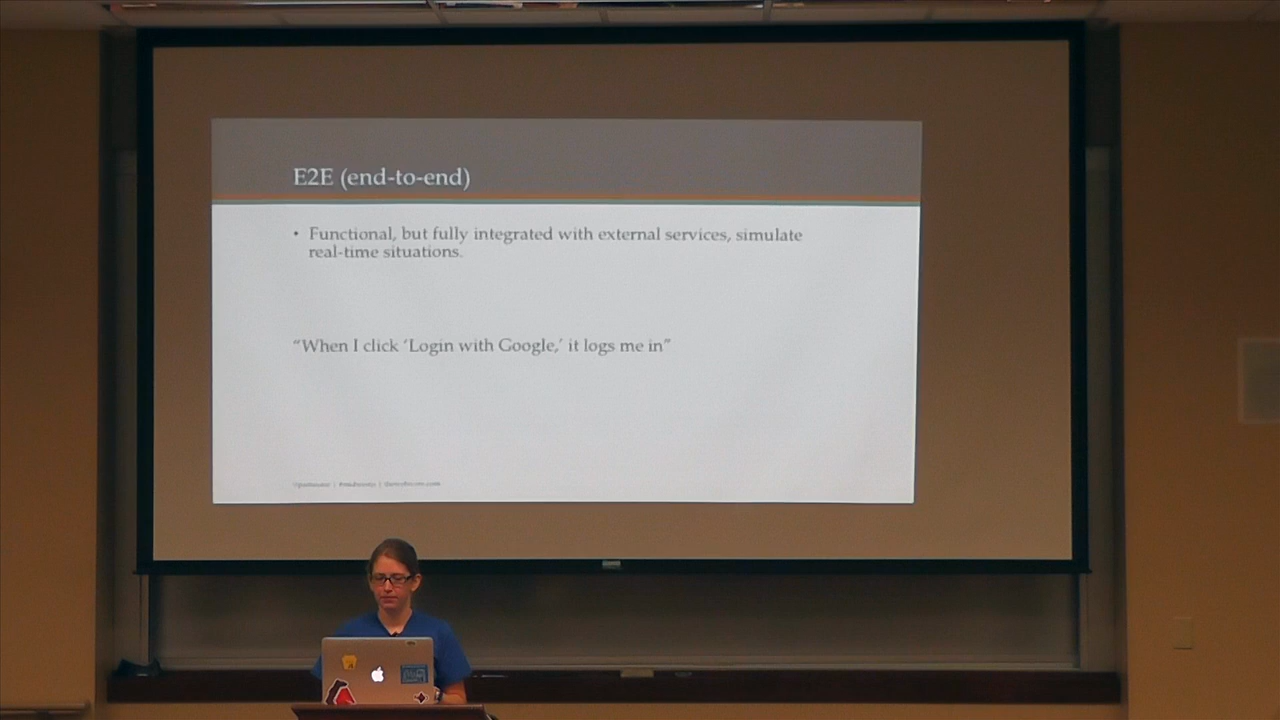 E2E (end-to-end)
• Functional, but fully integrated with external services, simulate
real-time situations.
“When I click ‘Login with Google,’ it logs me in”